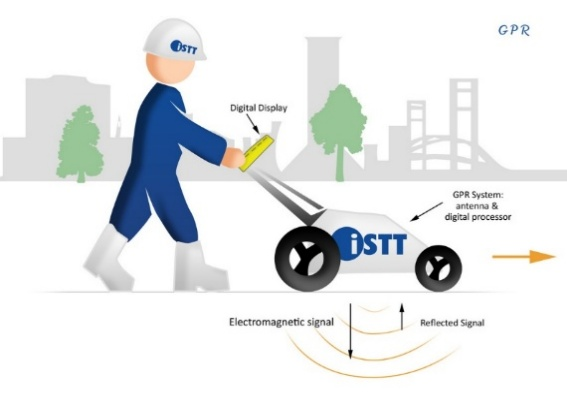 GPR
iSTT
Digital Display
GPR System:
antenna &
digital processor
iSTT
Electromagnetic signal
Reflected Signal